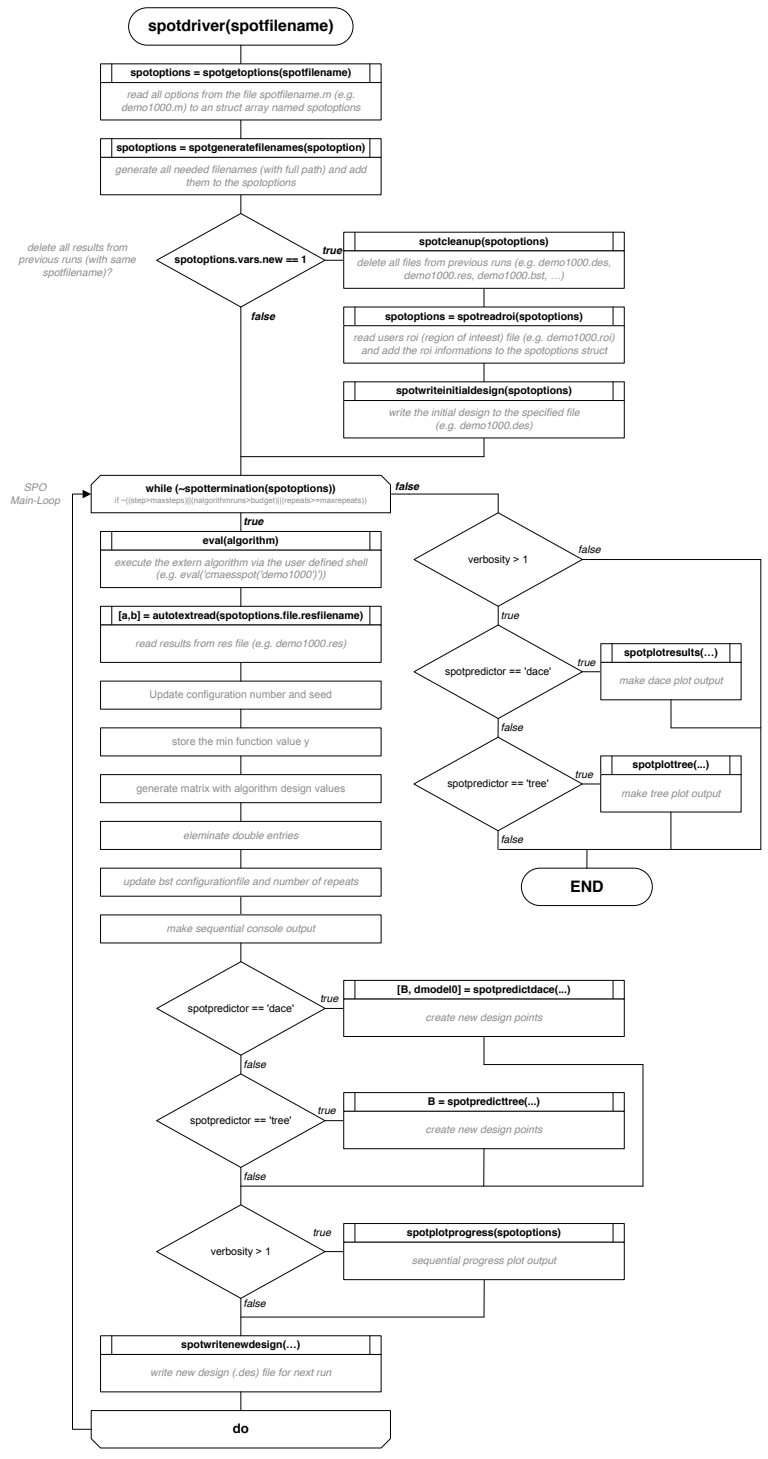 spotdriver(spotfilename)
spotoptions = spotgetoptions(spotfilename)
read all options from the file spotfilename.m (e.g.
demo1000.m) to an struct array named spotoptions
spotoptions = spotgeneratefilenames(spotoption)
generate all needed filenames (with full path) and add
them to the spotoptions
delete all results from
previous runs (with same
spotfilename)?
spotoptions.vars.new == 1
true
false
spotcleanup(spotoptions)
delete all files from previous runs (e.g. demo1000.des,
demo1000.res, demo1000.bst, …)
spotoptions = spotreadroi(spotoptions)
read users roi (region of inteest) file (e.g. demo1000.roi)
and add the roi informations to the spotoptions struct
spotwriteinitialdesign(spotoptions)
write the initial design to the specified file
(e.g. demo1000.des)
SPO
Main-Loop
while (~spottermination(spotoptions))
if ~((step>maxsteps)||(nalgorithmruns>budget)||(repeats>=maxrepeats))
false
true
eval(algorithm)
execute the extern algorithm via the user defined shell
(e.g. eval('cmaesspot('demo1000')'))
[a,b] = autotextread(spotoptions.file.resfilename)
read results from res file (e.g. demo1000.res)
Update configuration number and seed
store the min function value y
generate matrix with algorithm design values
eleminate double entries
update bst configurationfile and number of repeats
make sequential console output
verbosity > 1
false
true
spotpredictor == 'dace'
true
false
spotplotresults(…)
make dace plot output
spotpredictor == 'tree'
true
false
spotplottree(...)
make tree plot output
END
spotpredictor == 'dace'
true
false
[B, dmodel0] = spotpredictdace(...)
create new design points
spotpredictor == 'tree'
true
false
B = spotpredicttree(...)
create new design points
verbosity > 1
true
false
spotplotprogress(spotoptions)
sequential progress plot output
spotwritenewdesign(…)
write new design (.des) file for next run
do